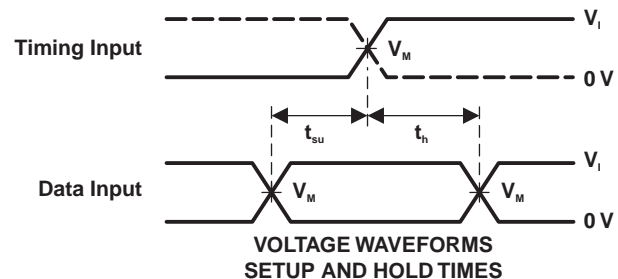 V_I
Timing Input
V_M
0 V
t_su
t_h
V_I
Data Input
V_M
V_M
0 V
VOLTAGE WAVEFORMS
SETUP AND HOLD TIMES